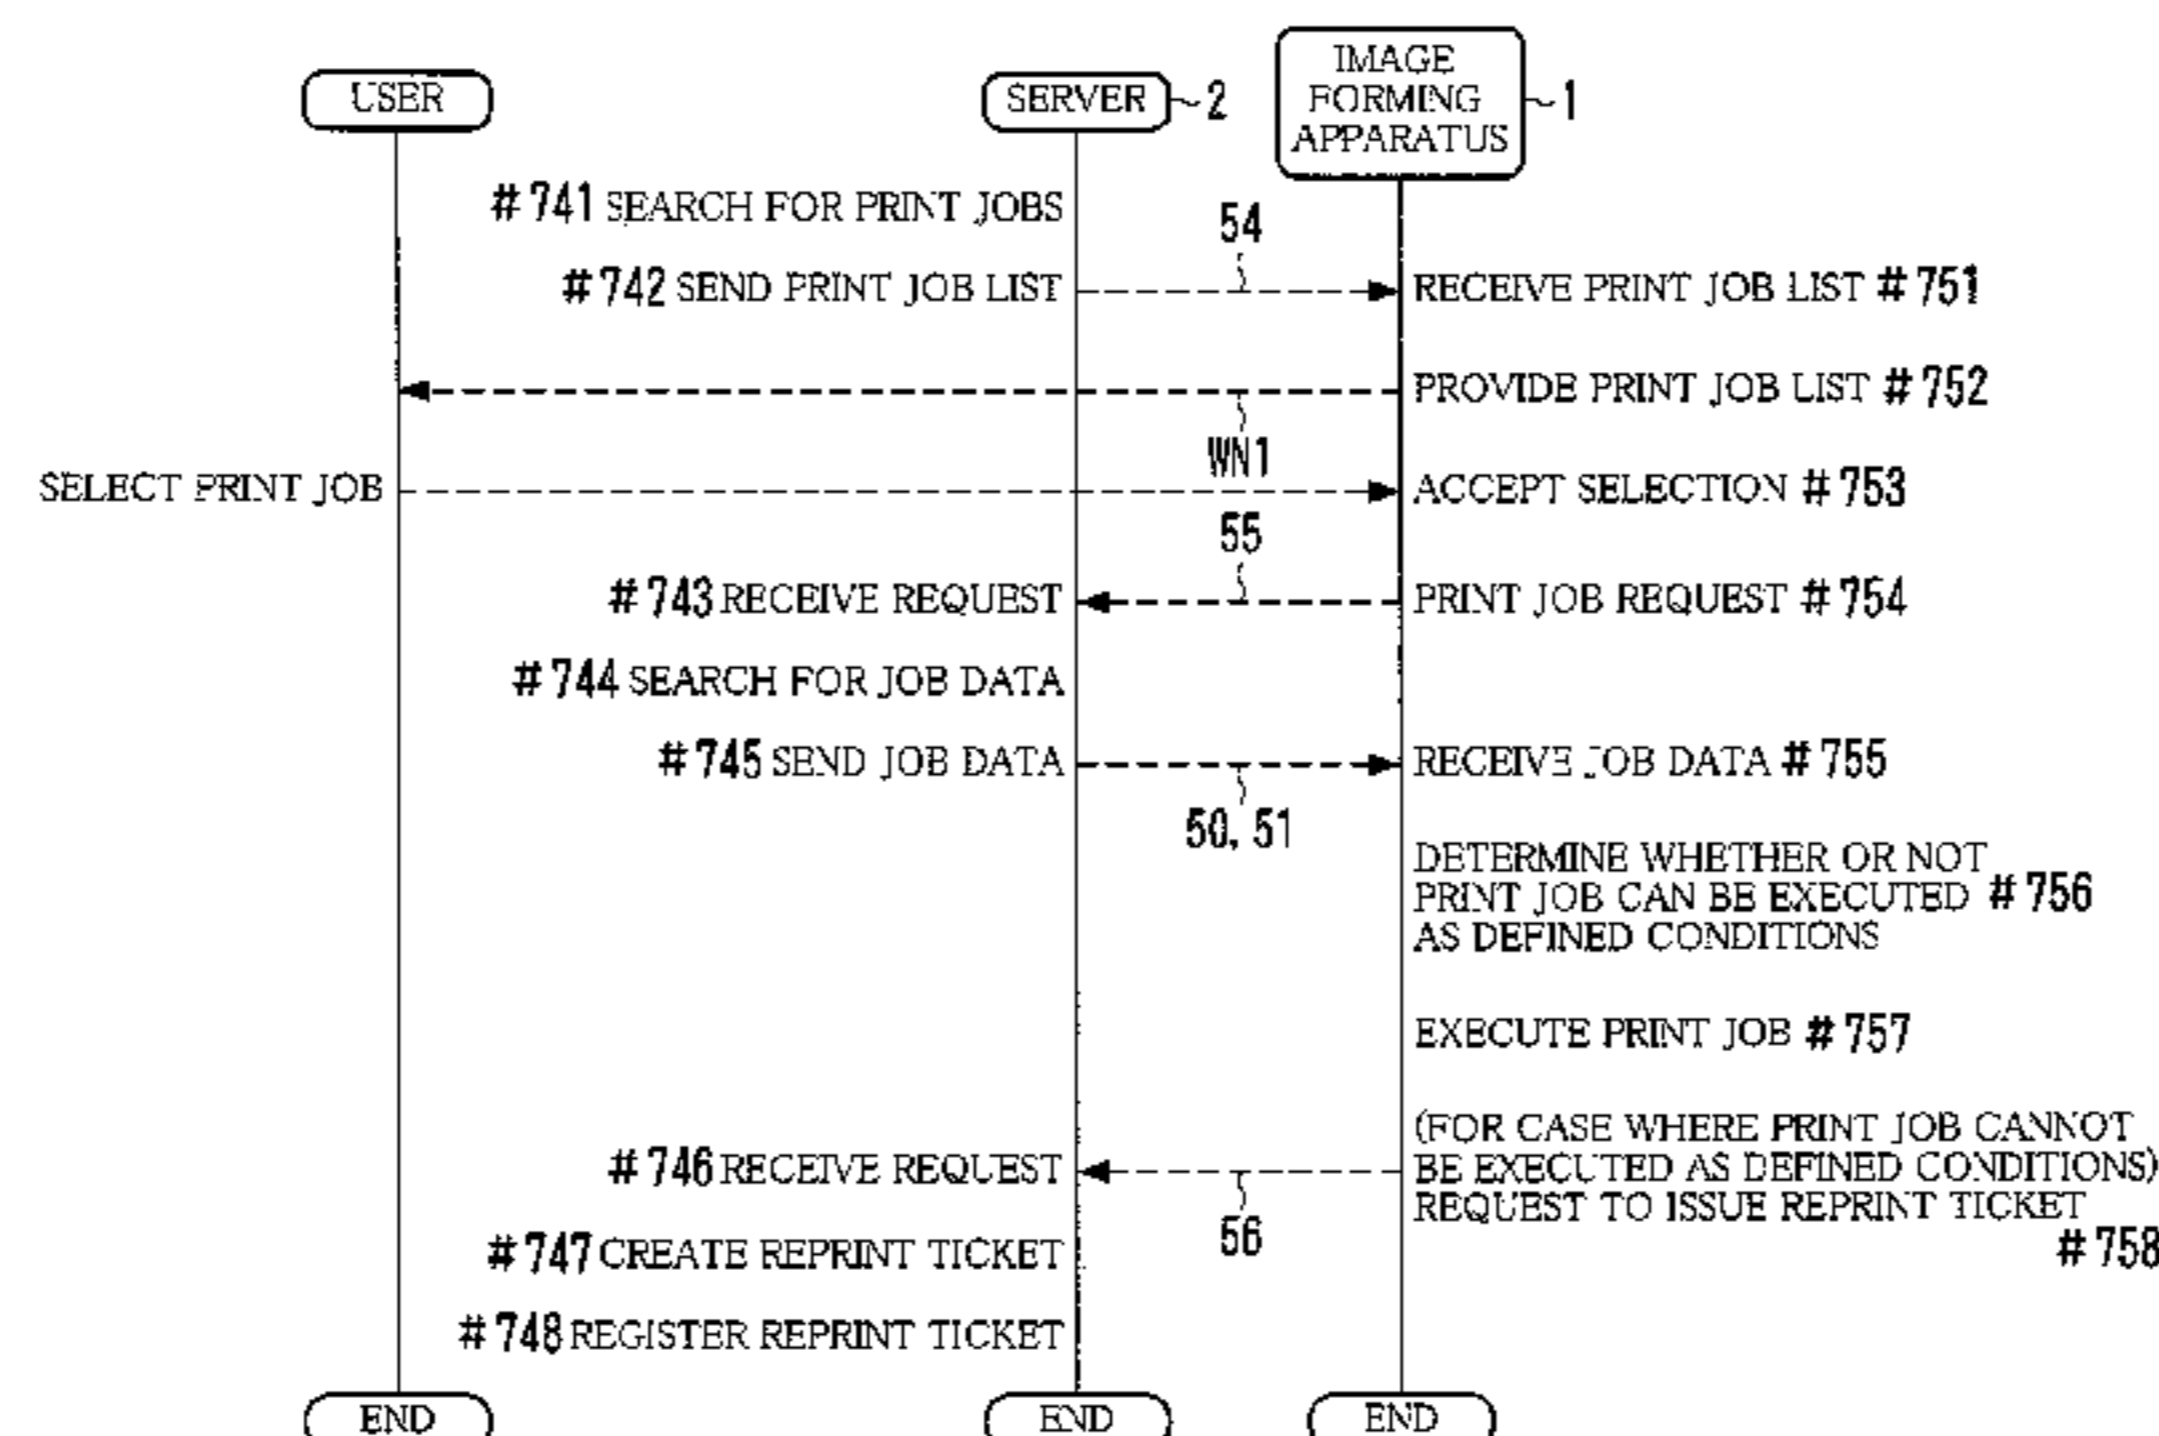 USER
SERVER ~2
IMAGE
FORMING
APPARATUS
~1
#741 SEARCH FOR PRINT JOBS
54
#742 SEND PRINT JOB LIST
RECEIVE PRINT JOB LIST #751
PROVIDE PRINT JOB LIST #752
WN1
SELECT PRINT JOB
ACCEPT SELECTION #753
55
#743 RECEIVE REQUEST
PRINT JOB REQUEST #754
#744 SEARCH FOR JOB DATA
#745 SEND JOB DATA
RECEIVE JOB DATA #755
50, 51
DETERMINE WHETHER OR NOT
PRINT JOB CAN BE EXECUTED #756
AS DEFINED CONDITIONS
EXECUTE PRINT JOB #757
(FOR CASE WHERE PRINT JOB CANNOT
BE EXECUTED AS DEFINED CONDITIONS)
REQUEST TO ISSUE REPRINT TICKET
#758
#746 RECEIVE REQUEST
56
#747 CREATE REPRINT TICKET
#748 REGISTER REPRINT TICKET
END
END
END